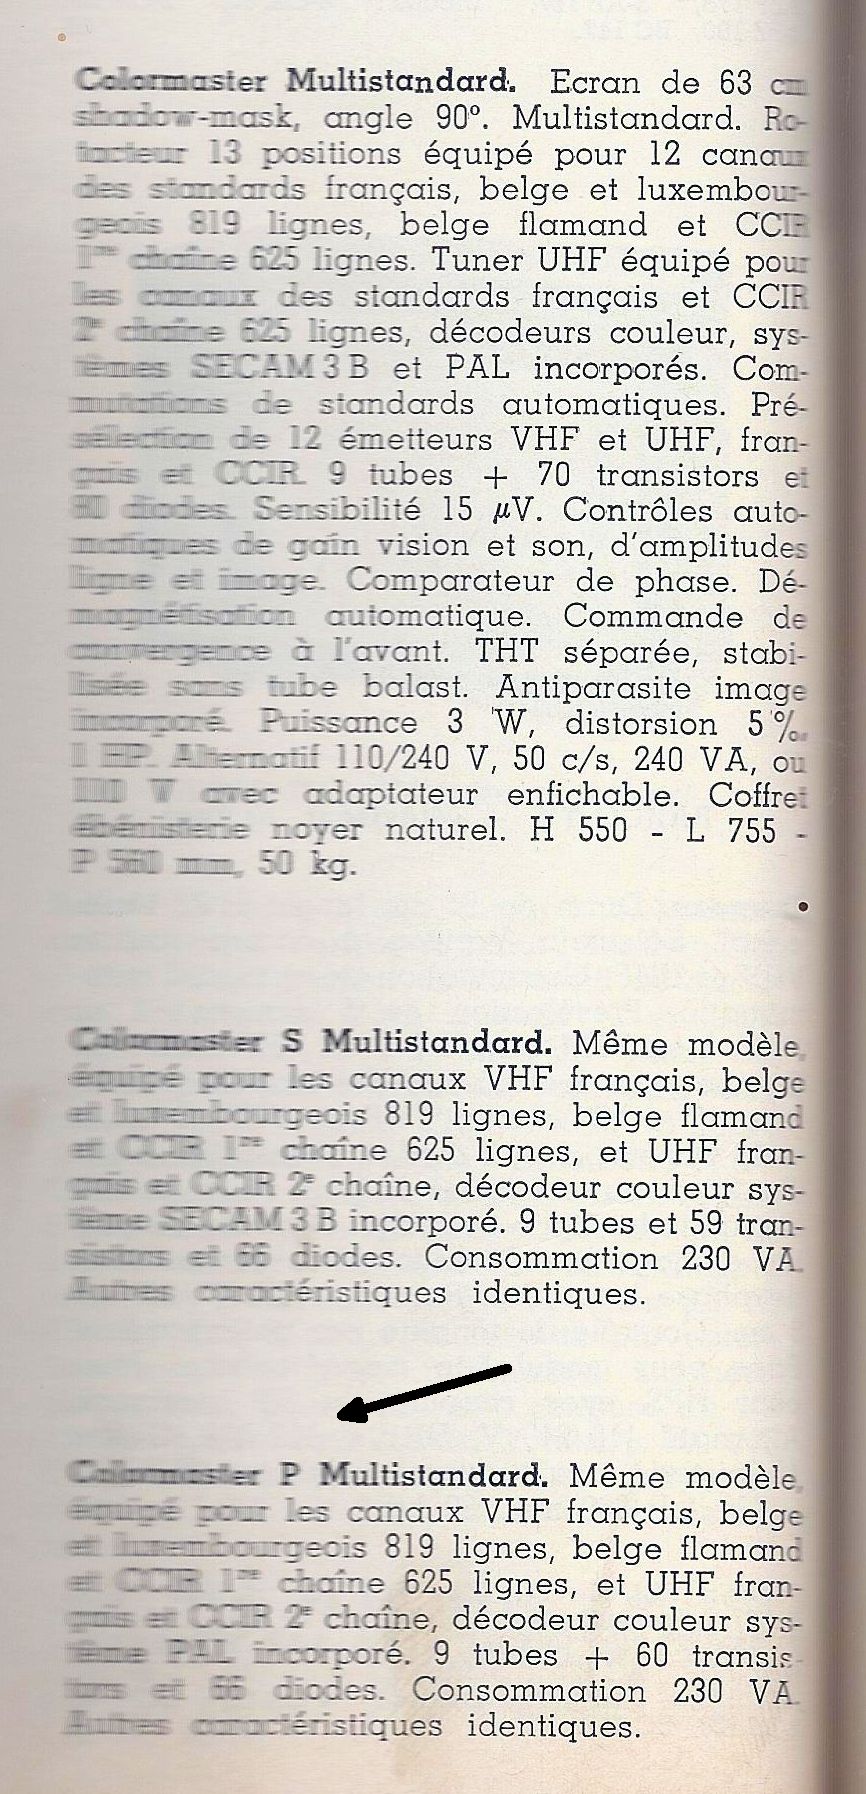 Colormaster Multistandard. Ecran de 63 cm
shadow-mask, angle 90°. Multistandard. Ro-
tacteur 13 positions équipé pour 12 canaux
des standards français, belge et luxembour-
geois 819 lignes, belge flamand et CCIR
1re chaîne 625 lignes. Tuner UHF équipé pour
les canaux des standards français et CCIR
2e chaîne 625 lignes, décodeurs couleur, sys-
tèmes SECAM 3 B et PAL incorporés. Com-
mutations de standards automatiques. Pré-
sélection de 12 émetteurs VHF et UHF, fran-
çais et CCIR. 9 tubes + 70 transistors et
80 diodes. Sensibilité 15 µV. Contrôles auto-
matiques de gain vision et son, d'amplitudes
ligne et image. Comparateur de phase. Dé-
magnétisation automatique. Commande de
convergence à l'avant. THT séparée, stabi-
lisée sans tube balast. Antiparasite image
incorporé. Puissance 3 W, distorsion 5 %.
1 HP. Alternatif 110/240 V, 50 c/s, 240 VA, ou
V avec adaptateur enfichable. Coffret
ébénisterie noyer naturel. H 550 - L 755 -
P 560 mm, 50 kg.
Colormaster S Multistandard. Même modèle,
équipé pour les canaux VHF français, belge
et luxembourgeois 819 lignes, belge flamand
et CCIR 1re chaîne 625 lignes, et UHF fran-
çais et CCIR 2e chaîne, décodeur couleur sys-
tème SECAM 3 B incorporé. 9 tubes et 59 tran-
sistors et 66 diodes. Consommation 230 VA.
Autres caractéristiques identiques.
Colormaster P Multistandard. Même modèle,
équipé pour les canaux VHF français, belge
et luxembourgeois 819 lignes, belge flamand
et CCIR 1re chaîne 625 lignes, et UHF fran-
çais et CCIR 2e chaîne, décodeur couleur sys-
tème PAL incorporé. 9 tubes + 60 transis-
tors et 66 diodes. Consommation 230 VA.
Autres caractéristiques identiques.